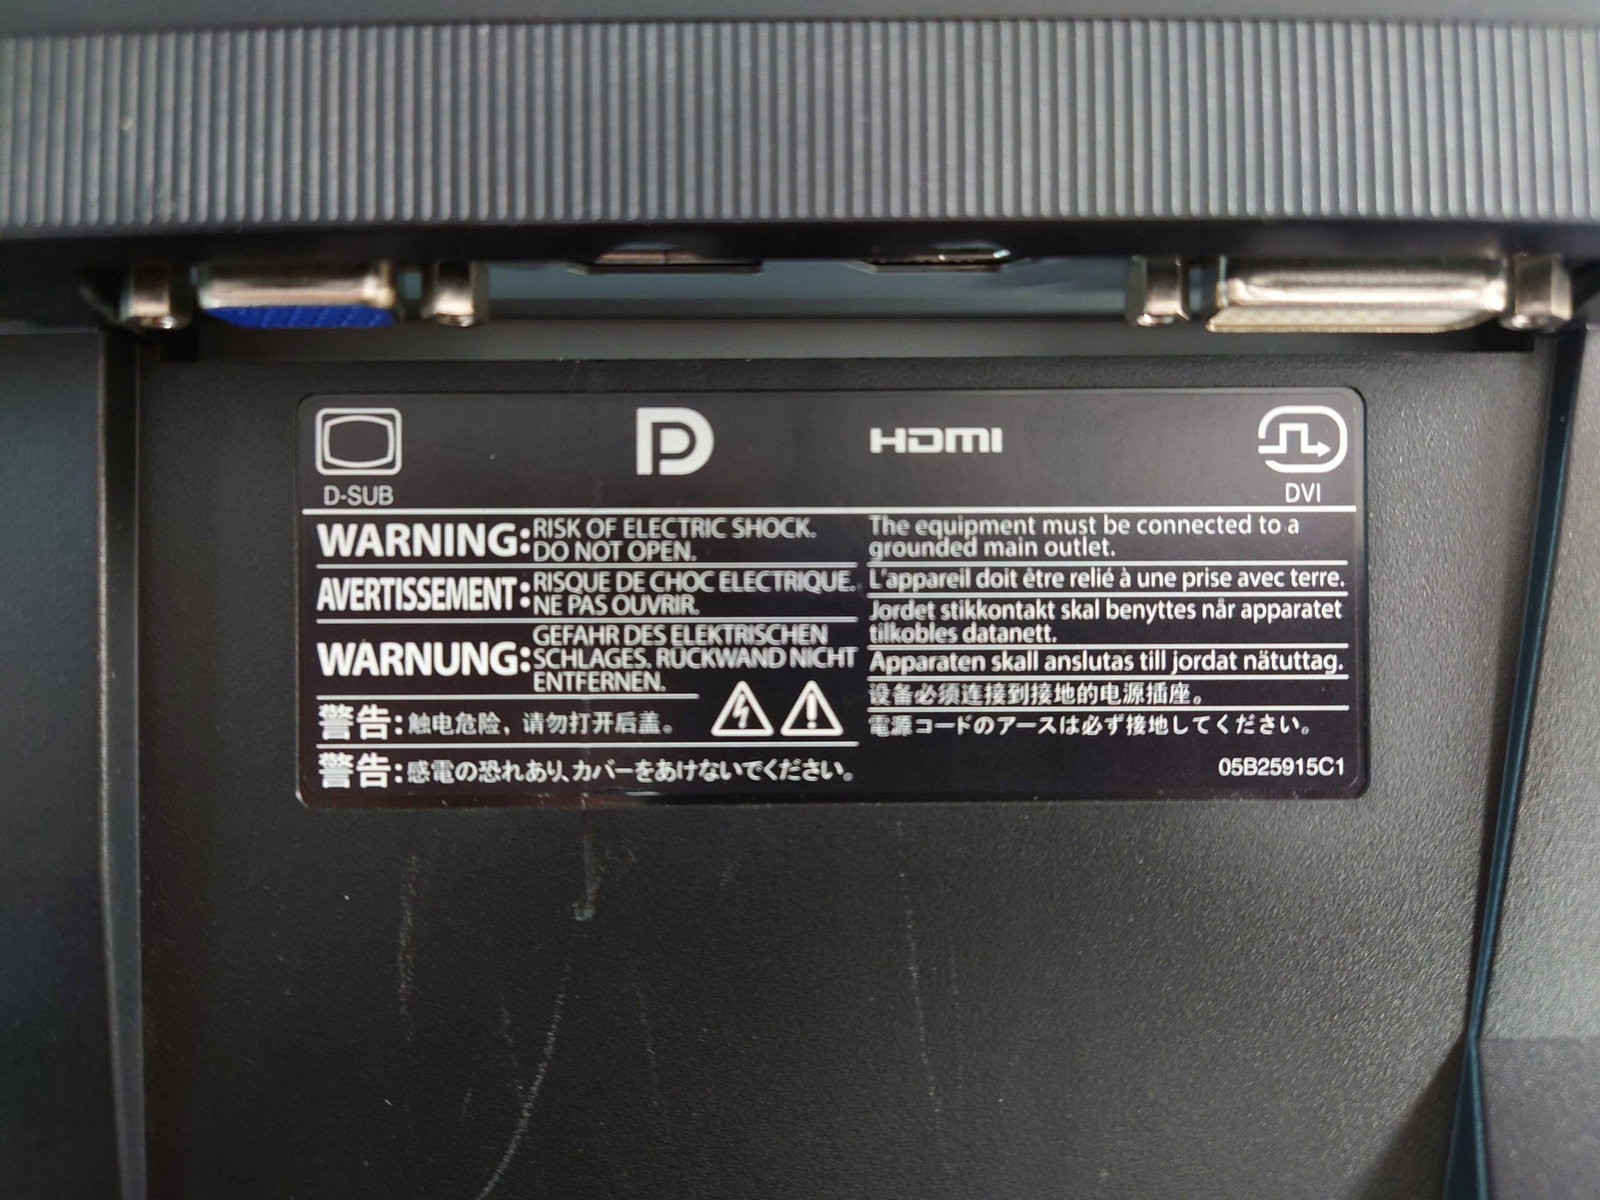 D-SUB
HDMI
DVI
WARNING: RISK OF ELECTRIC SHOCK.
DO NOT OPEN.
AVERTISSEMENT: RISQUE DE CHOC ELECTRIQUE.
NE PAS OUVRIR.
WARNUNG: GEFAHR DES ELEKTRISCHEN
SCHLAGES. RÜCKWAND NICHT
ENTFERNEN.
警告: 触电危险，请勿打开后盖。
警告: 感電の恐れあり、カバーをあけないでください。
The equipment must be connected to a
grounded main outlet.
L'appareil doit être relié à une prise avec terre.
Jordet stikkontakt skal benyttes når apparatet
tilkobles datanett.
Apparaten skall anslutas till jordat nätuttag.
设备必须连接到接地的电源插座。
電源コードのアースは必ず接地してください。
05B25915C1